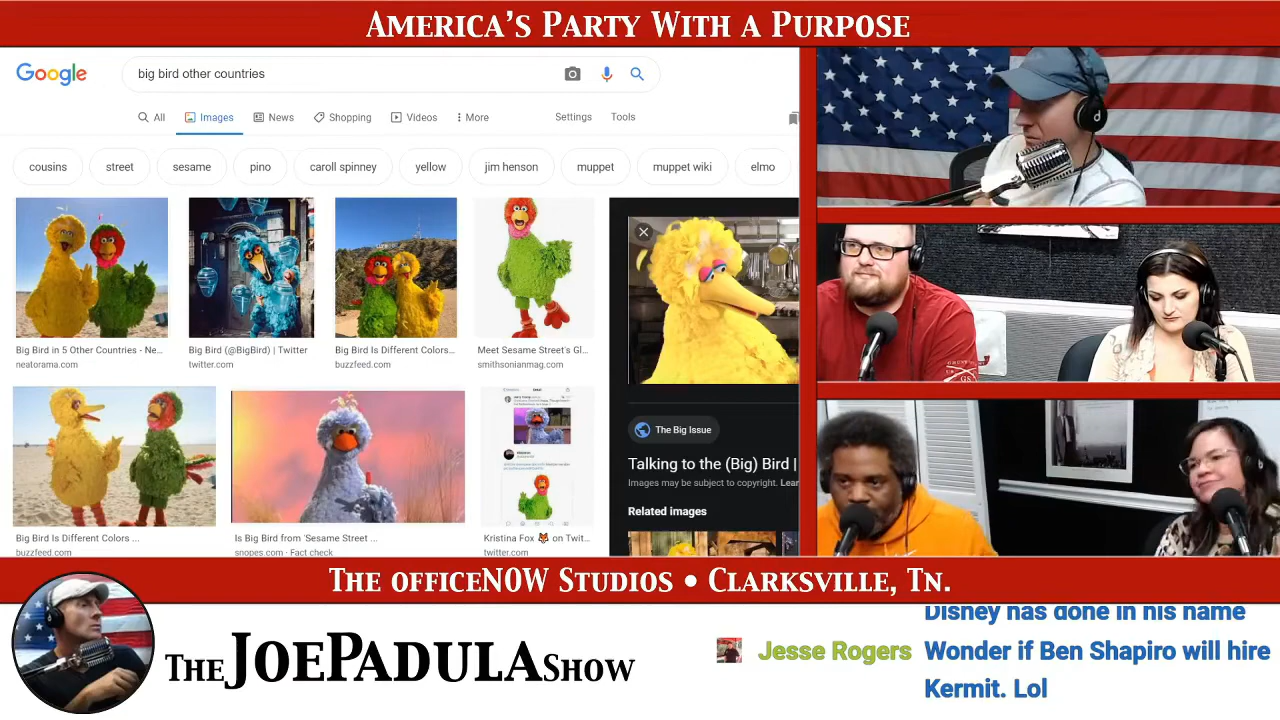 America's Party With a Purpose
Google
big bird other countries
All
Images
News
Shopping
Videos
More
Settings
Tools
cousins
street
sesame
pino
caroll spinney
yellow
jim henson
muppet
muppet wiki
elmo
Big Bird in 5 Other Countries - Ne...
neatorama.com
Big Bird (@BigBird) | Twitter
twitter.com
Big Bird Is Different Colors...
buzzfeed.com
Meet Sesame Street's Gl...
smithsonianmag.com
Big Bird Is Different Colors ...
buzzfeed.com
Is Big Bird from 'Sesame Street ...
snopes.com · Fact check
Kristina Fox 🦊 on Twit...
twitter.com
The Big Issue
Talking to the (Big) Bird |
Images may be subject to copyright. Lear
Related images
The officeNOW Studios • Clarksville, Tn.
The JoePadula Show
Disney has done in his name
Jesse Rogers Wonder if Ben Shapiro will hire
Kermit. Lol